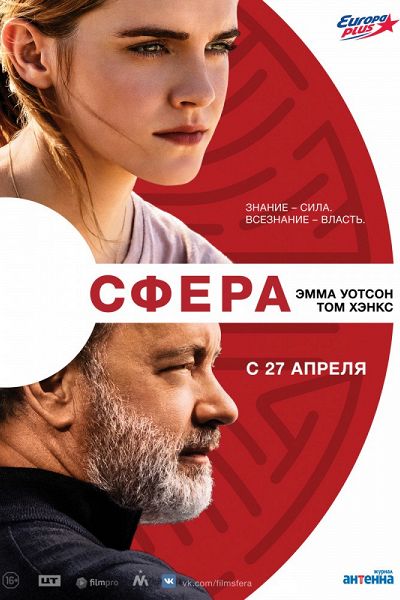 Europa
PLUS
ЗНАНИЕ – СИЛА.
ВСЕЗНАНИЕ – ВЛАСТЬ.
СФЕРА
ЭММА УОТСОН
ТОМ ХЭНКС
С 27 АПРЕЛЯ
16+
ЦТ
filmpro
М
vk.com/filmsfera
журнал
антенна